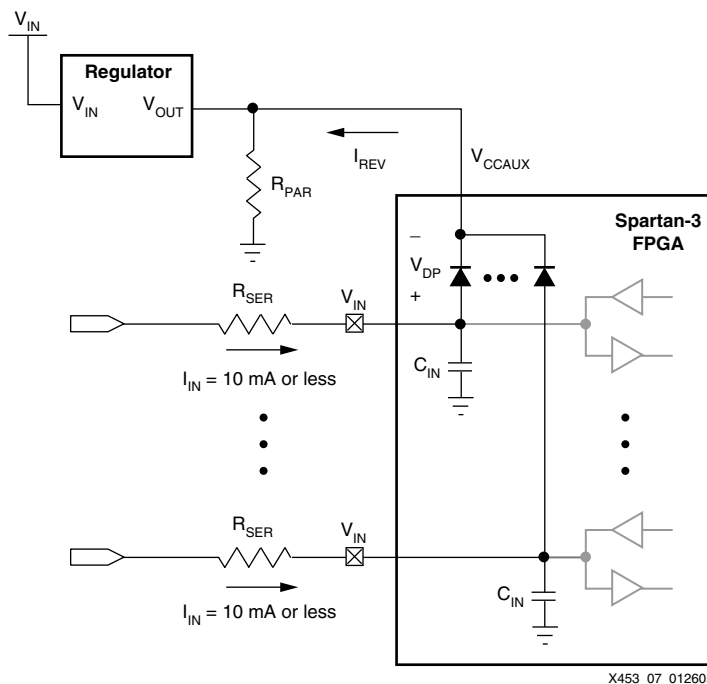 V_IN
Regulator
V_IN V_OUT
I_REV
V_CCAUX
R_PAR
Spartan-3
FPGA
–
V_DP
+
R_SER
V_IN
I_IN = 10 mA or less
C_IN
R_SER
V_IN
I_IN = 10 mA or less
C_IN
X453_07_01260